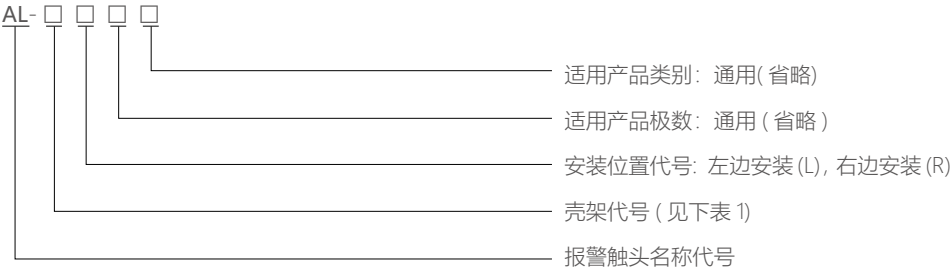 AL-□ □ □ □
适用产品类别：通用( 省略)
适用产品极数：通用 ( 省略 )
安装位置代号: 左边安装 (L) , 右边安装 (R)
壳架代号 ( 见下表 1)
报警触头名称代号